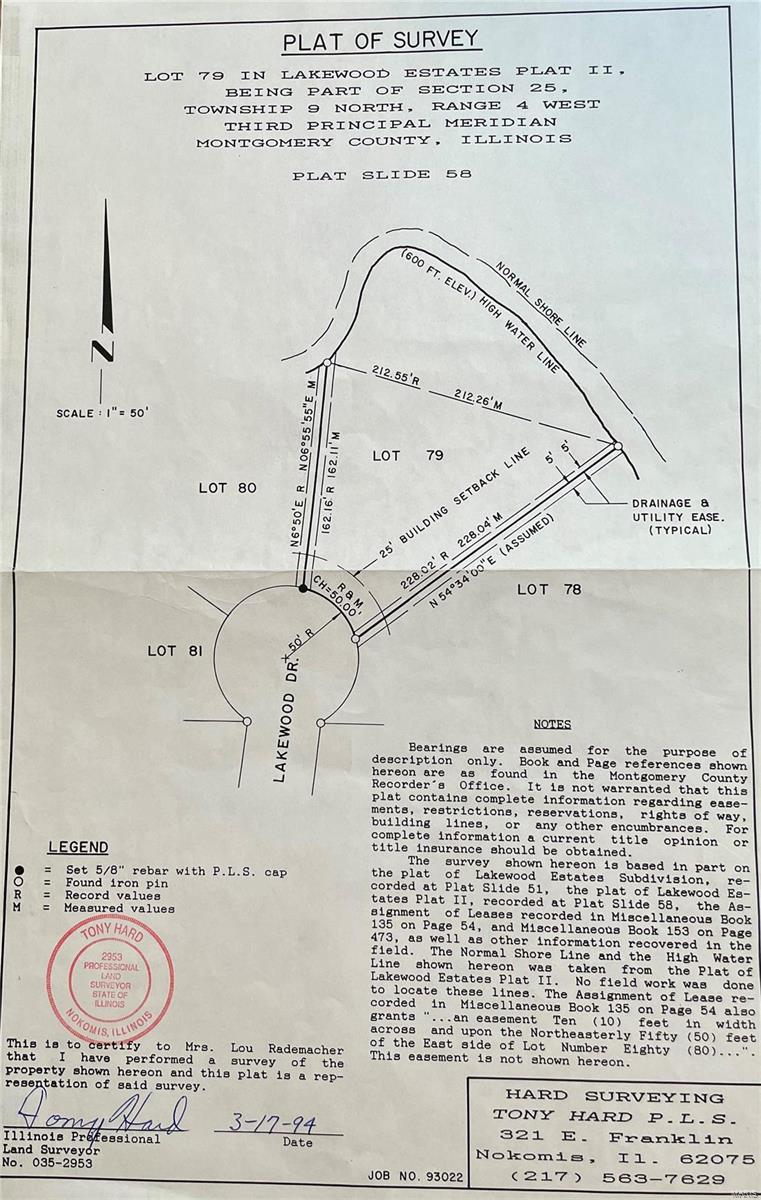 PLAT OF SURVEY
LOT 79 IN LAKEWOOD ESTATES PLAT II,
BEING PART OF SECTION 25,
TOWNSHIP 9 NORTH, RANGE 4 WEST
THIRD PRINCIPAL MERIDIAN
MONTGOMERY COUNTY, ILLINOIS
PLAT SLIDE 58
N
SCALE : 1" = 50'
NORMAL SHORE LINE
(600 FT. ELEV.) HIGH WATER LINE
212.55'R 212.26'M
N6°50'E R N06°55'55"E M
162.16' R 162.11'M
LOT 79
LOT 80
25' BUILDING SETBACK LINE
5' 5'
DRAINAGE &
UTILITY EASE.
(TYPICAL)
228.02' R 228.04' M
N 54°34'00"E (ASSUMED)
LOT 78
R & M
CH=50.00'
50' R
LOT 81
LAKEWOOD DR.
NOTES
Bearings are assumed for the purpose of
description only. Book and Page references shown
hereon are as found in the Montgomery County
Recorder's Office. It is not warranted that this
plat contains complete information regarding ease-
ments, restrictions, reservations, rights of way,
building lines, or any other encumbrances. For
complete information a current title opinion or
title insurance should be obtained.
The survey shown hereon is based in part on
the plat of Lakewood Estates Subdivision, re-
corded at Plat Slide 51, the plat of Lakewood Es-
tates Plat II, recorded at Plat Slide 58, the As-
signment of Leases recorded in Miscellaneous Book
135 on Page 54, and Miscellaneous Book 153 on Page
473, as well as other information recovered in the
field. The Normal Shore Line and the High Water
Line shown hereon was taken from the Plat of
Lakewood Estates Plat II. No field work was done
to locate these lines. The Assignment of Lease re-
corded in Miscellaneous Book 135 on Page 54 also
grants "...an easement Ten (10) feet in width
across and upon the Northeasterly Fifty (50) feet
of the East side of Lot Number Eighty (80)...".
This easement is not shown hereon.
LEGEND
= Set 5/8" rebar with P.L.S. cap
= Found iron pin
R = Record values
M = Measured values
TONY HARD
2953
PROFESSIONAL
LAND
SURVEYOR
STATE OF
ILLINOIS
NOKOMIS, ILLINOIS
This is to certify to Mrs. Lou Rademacher
that I have performed a survey of the
property shown hereon and this plat is a rep-
resentation of said survey.
Tony Hard 3-17-94
Illinois Professional Date
Land Surveyor
No. 035-2953
JOB NO. 93022
HARD SURVEYING
TONY HARD P.L.S.
321 E. Franklin
Nokomis, Il. 62075
(217) 563-7629